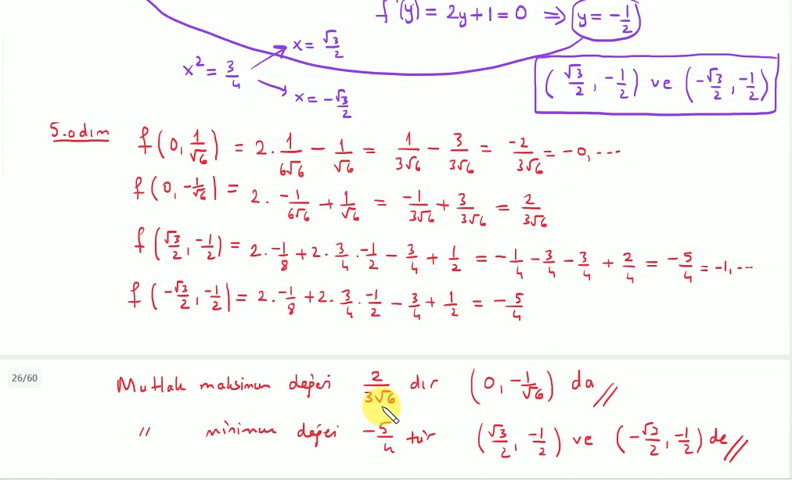 f'(y) = 2y+1 = 0 ⇒ y = -1/2
x² = 3/4
x = √3/2
x = -√3/2
(√3/2, -1/2) ve (-√3/2, -1/2)
5.adım
f(0, 1/√6) = 2 · 1/6√6 - 1/√6 = 1/3√6 - 3/3√6 = -2/3√6 = -0,...
f(0, -1/√6) = 2 · -1/6√6 + 1/√6 = -1/3√6 + 3/3√6 = 2/3√6
f(√3/2, -1/2) = 2 · -1/8 + 2 · 3/4 · -1/2 - 3/4 + 1/2 = -1/4 - 3/4 - 3/4 + 2/4 = -5/4 = -1,...
f(-√3/2, -1/2) = 2 · -1/8 + 2 · 3/4 · -1/2 - 3/4 + 1/2 = -5/4
26/60
Mutlak maksimum değeri 2/3√6 dır (0, -1/√6) da //
" minimum değeri -5/4 tür (√3/2, -1/2) ve (-√3/2, -1/2) de //